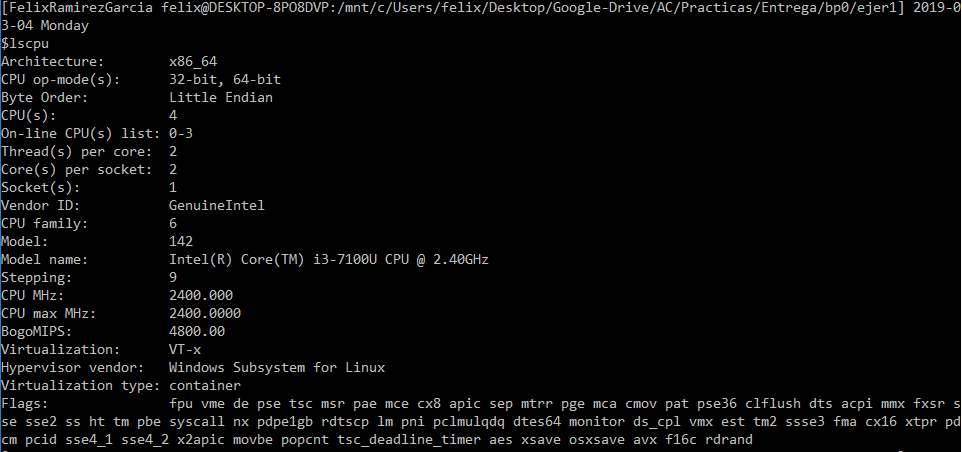 [FelixRamirezGarcia felix@DESKTOP-8PO8DVP:/mnt/c/Users/felix/Desktop/Google-Drive/AC/Practicas/Entrega/bp0/ejer1] 2019-0
3-04 Monday
$lscpu
Architecture: x86_64
CPU op-mode(s): 32-bit, 64-bit
Byte Order: Little Endian
CPU(s): 4
On-line CPU(s) list: 0-3
Thread(s) per core: 2
Core(s) per socket: 2
Socket(s): 1
Vendor ID: GenuineIntel
CPU family: 6
Model: 142
Model name: Intel(R) Core(TM) i3-7100U CPU @ 2.40GHz
Stepping: 9
CPU MHz: 2400.000
CPU max MHz: 2400.0000
BogoMIPS: 4800.00
Virtualization: VT-x
Hypervisor vendor: Windows Subsystem for Linux
Virtualization type: container
Flags: fpu vme de pse tsc msr pae mce cx8 apic sep mtrr pge mca cmov pat pse36 clflush dts acpi mmx fxsr s
se sse2 ss ht tm pbe syscall nx pdpe1gb rdtscp lm pni pclmulqdq dtes64 monitor ds_cpl vmx est tm2 ssse3 fma cx16 xtpr pd
cm pcid sse4_1 sse4_2 x2apic movbe popcnt tsc_deadline_timer aes xsave osxsave avx f16c rdrand